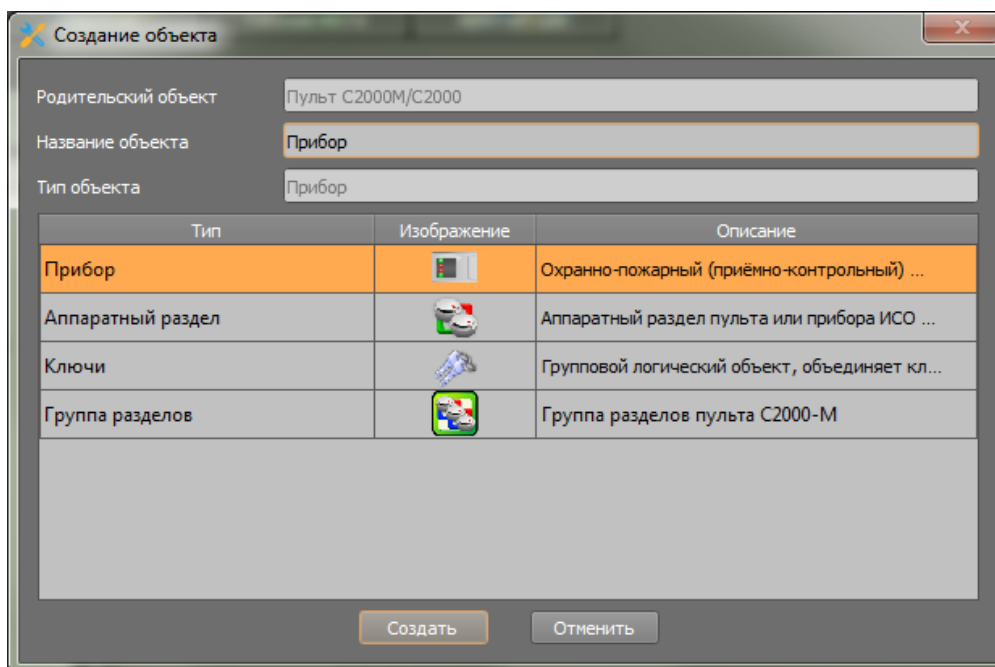 Создание объекта
Родительский объект Пульт С2000М/С2000
Название объекта Прибор
Тип объекта Прибор
Тип Изображение Описание
Прибор Охранно-пожарный (приёмно-контрольный) ...
Аппаратный раздел Аппаратный раздел пульта или прибора ИСО ...
Ключи Групповой логический объект, объединяет кл...
Группа разделов Группа разделов пульта С2000-М
Создать Отменить